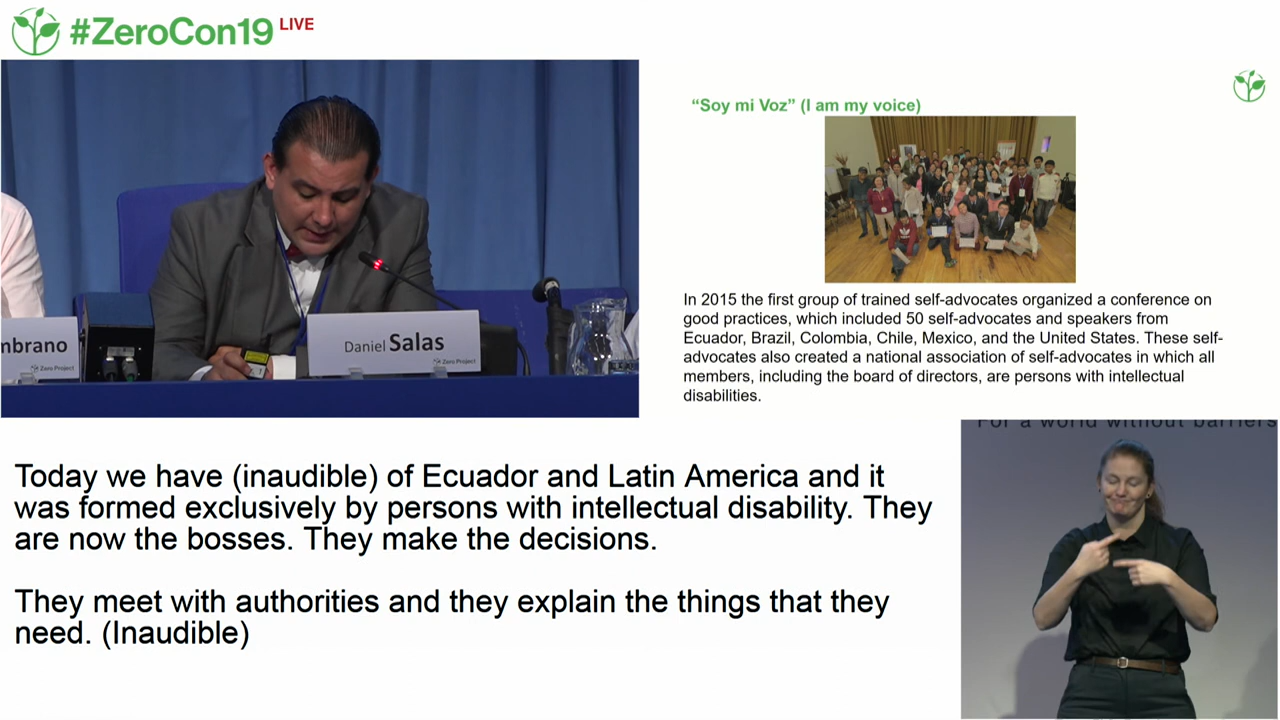 #ZeroCon19 LIVE
mbrano
Zero Project
Daniel Salas
Zero Project
“Soy mi Voz” (I am my voice)
In 2015 the first group of trained self-advocates organized a conference on
good practices, which included 50 self-advocates and speakers from
Ecuador, Brazil, Colombia, Chile, Mexico, and the United States. These self-
advocates also created a national association of self-advocates in which all
members, including the board of directors, are persons with intellectual
disabilities.
Today we have (inaudible) of Ecuador and Latin America and it
was formed exclusively by persons with intellectual disability. They
are now the bosses. They make the decisions.
They meet with authorities and they explain the things that they
need. (Inaudible)
For a world without barriers